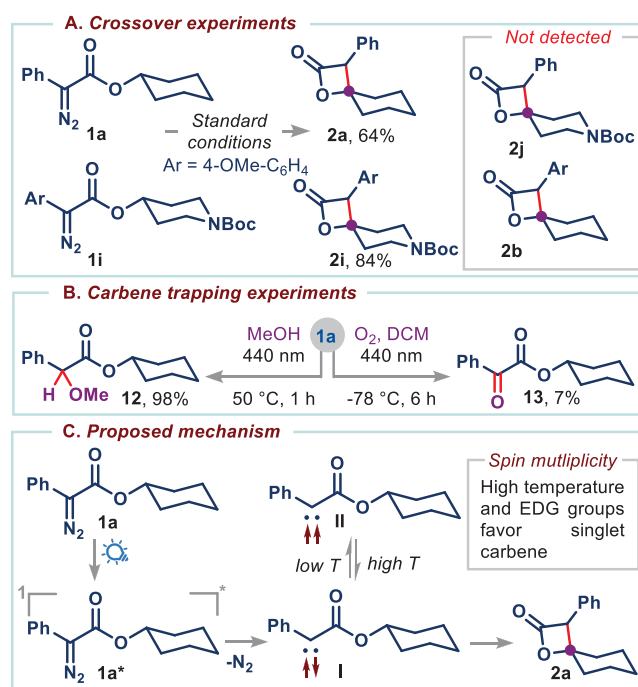 A. Crossover experiments
Not detected
Ph
O
O
N2
1a
Standard
conditions
Ar = 4-OMe-C6H4
Ph
O
O
2a, 64%
Ph
O
O
NBoc
2j
Ar
O
O
N2
NBoc
1i
Ar
O
O
NBoc
2i, 84%
Ar
O
O
2b
B. Carbene trapping experiments
MeOH
440 nm
1a
O2, DCM
440 nm
50 °C, 1 h
-78 °C, 6 h
Ph
O
O
H
OMe
12, 98%
Ph
O
O
O
13, 7%
C. Proposed mechanism
Ph
O
O
N2
1a
Ph
O
O
II
Spin mutliplicity
High temperature
and EDG groups
favor singlet
carbene
low T
high T
1
*
Ph
O
O
N2
1a*
-N2
Ph
O
O
I
Ph
O
O
2a